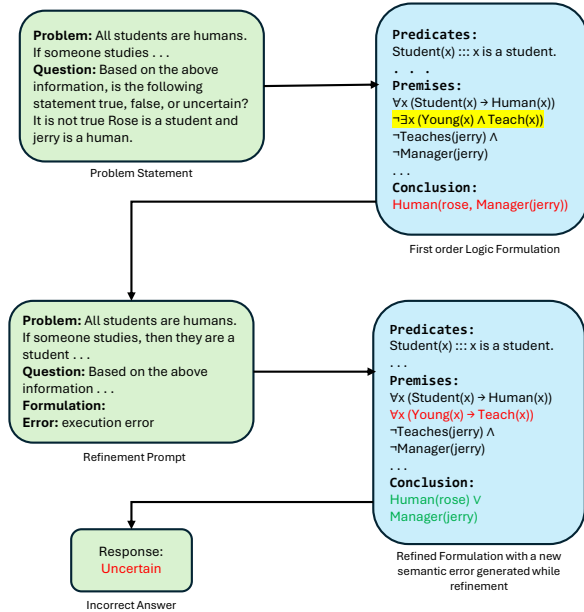 Problem: All students are humans.
If someone studies . . .
Question: Based on the above
information, is the following
statement true, false, or uncertain?
It is not true Rose is a student and
jerry is a human.
Problem Statement
Predicates:
Student(x) ::: x is a student.
. . .
Premises:
∀x (Student(x) → Human(x))
¬∃x (Young(x) ∧ Teach(x))
¬Teaches(jerry) ∧
¬Manager(jerry)
...
Conclusion:
Human(rose, Manager(jerry))
First order Logic Formulation
Problem: All students are humans.
If someone studies, then they are a
student . . .
Question: Based on the above
information . . .
Formulation:
Error: execution error
Refinement Prompt
Predicates:
Student(x) ::: x is a student.
...
Premises:
∀x (Student(x) → Human(x))
∀x (Young(x) → Teach(x))
¬Teaches(jerry) ∧
¬Manager(jerry)
...
Conclusion:
Human(rose) ∨
Manager(jerry)
Refined Formulation with a new
semantic error generated while
refinement
Response:
Uncertain
Incorrect Answer